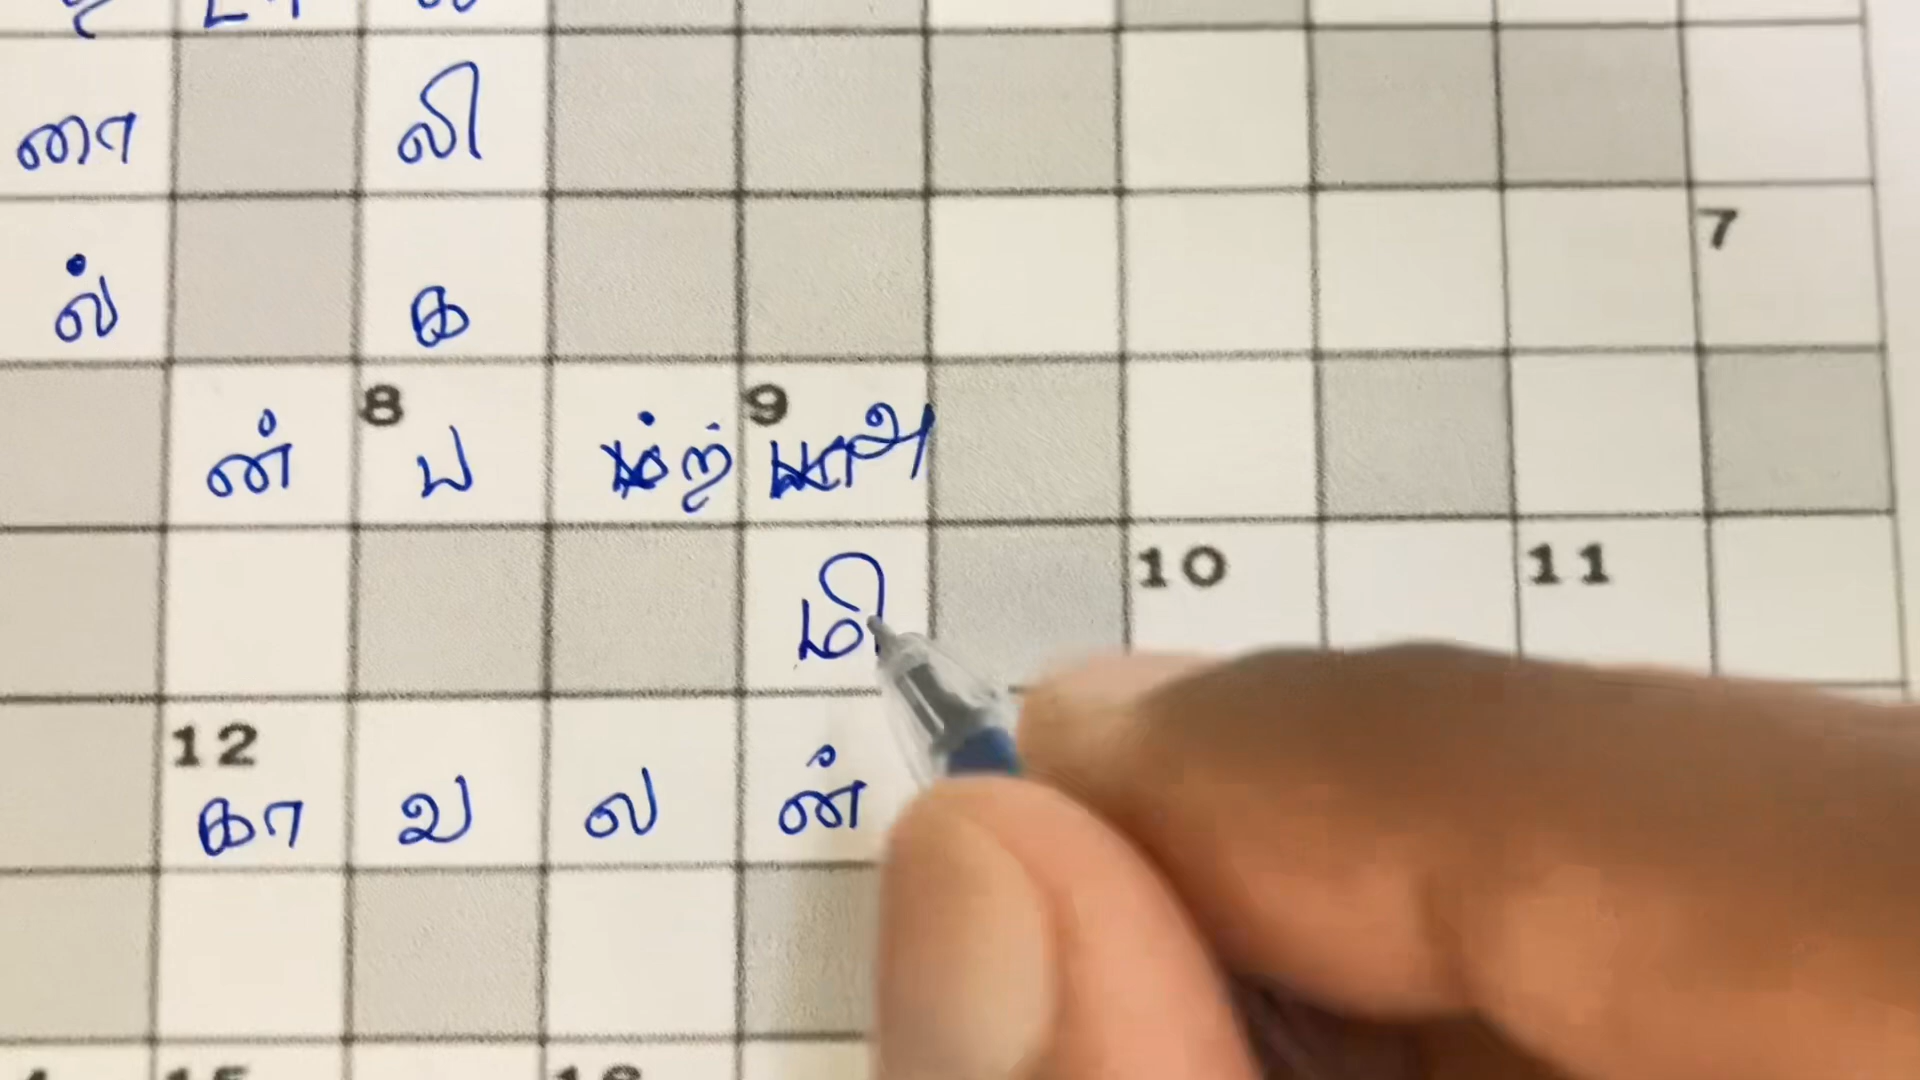 ணா லி
ல் க 7
ன் 8 ப ற் 9 அ
மி 10 11
12 கா வ ல ன்